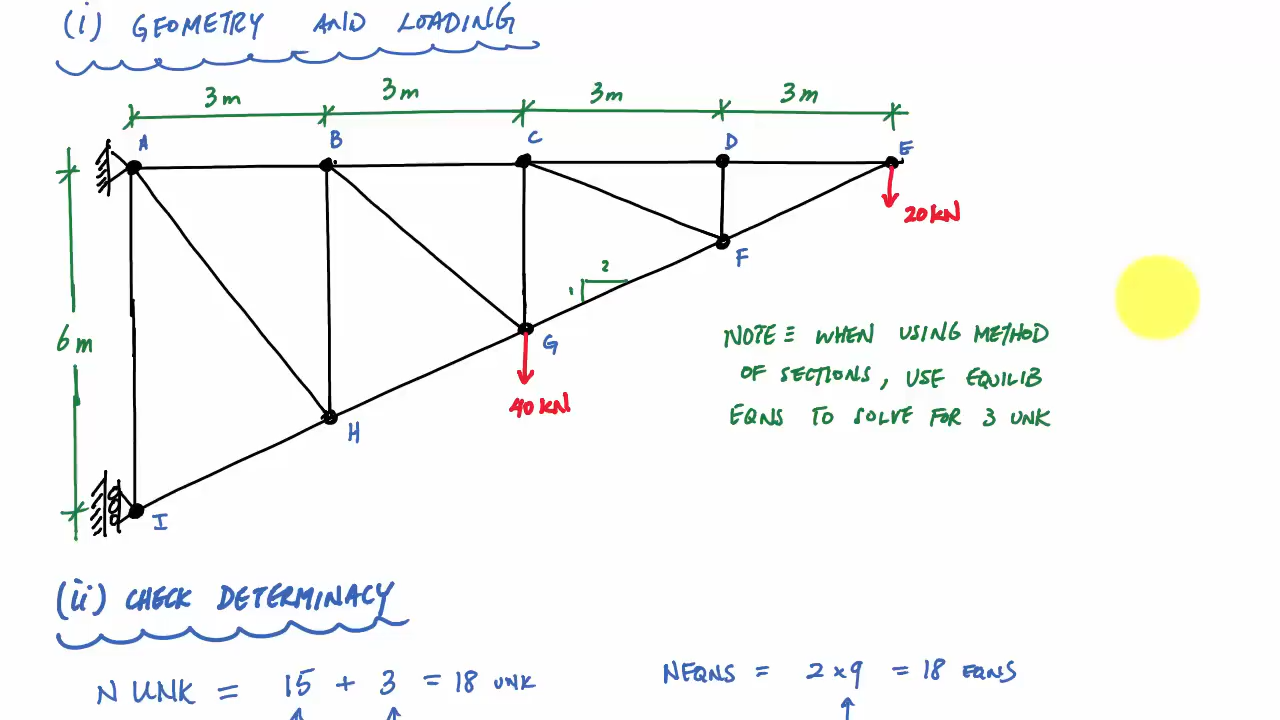 (i) GEOMETRY AND LOADING
3m 3m 3m 3m
A B C D E
20kN
F
2
1
6m
G
NOTE = WHEN USING METHOD
OF SECTIONS, USE EQUILIB
EQNS TO SOLVE FOR 3 UNK
40kN
H
I
(ii) CHECK DETERMINACY
N UNK = 15 + 3 = 18 UNK
NEQNS = 2×9 = 18 EQNS